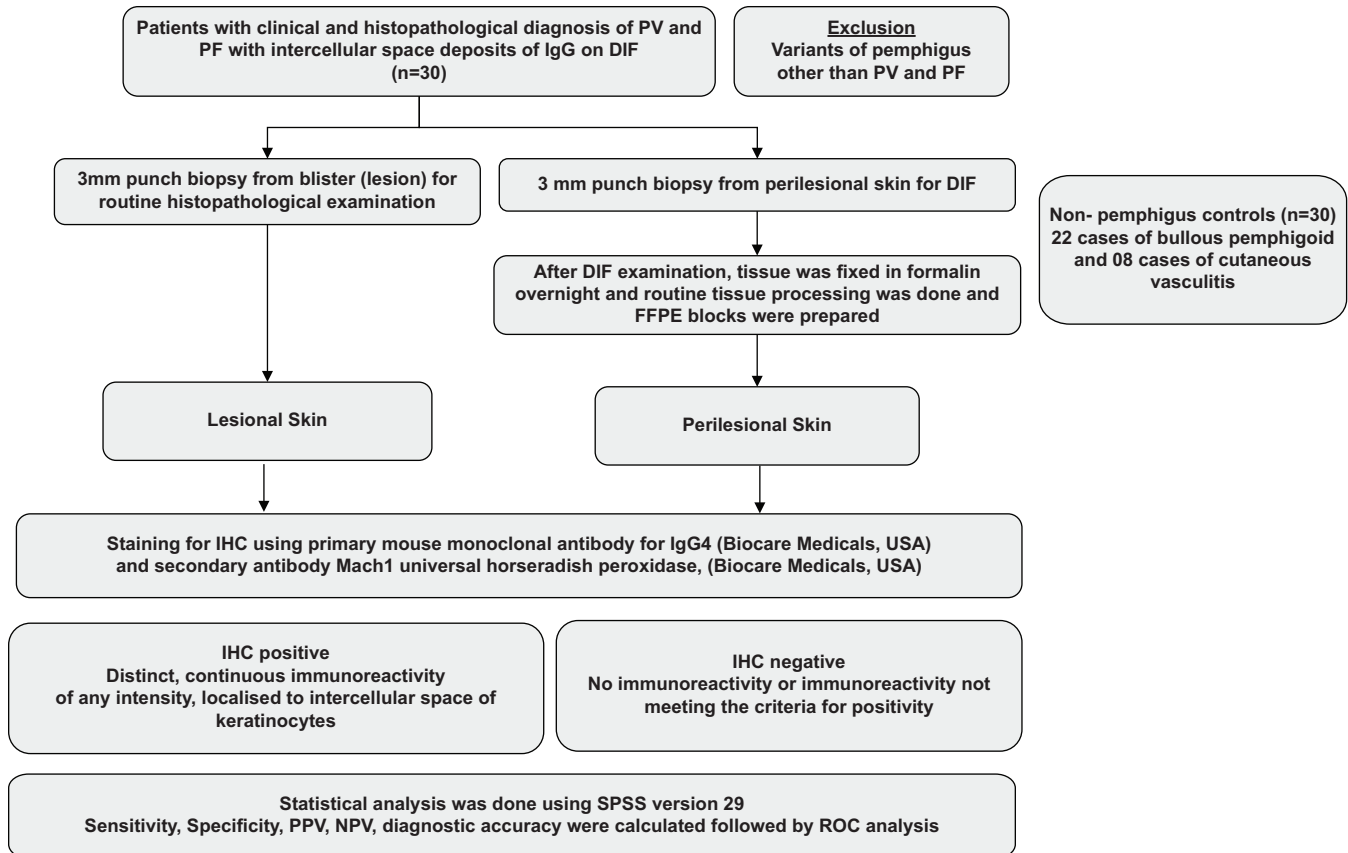 Patients with clinical and histopathological diagnosis of PV and
PF with intercellular space deposits of IgG on DIF
(n=30)
Exclusion
Variants of pemphigus
other than PV and PF
3mm punch biopsy from blister (lesion) for
routine histopathological examination
3 mm punch biopsy from perilesional skin for DIF
Non- pemphigus controls (n=30)
22 cases of bullous pemphigoid
and 08 cases of cutaneous
vasculitis
After DIF examination, tissue was fixed in formalin
overnight and routine tissue processing was done and
FFPE blocks were prepared
Lesional Skin
Perilesional Skin
Staining for IHC using primary mouse monoclonal antibody for IgG4 (Biocare Medicals, USA)
and secondary antibody Mach1 universal horseradish peroxidase, (Biocare Medicals, USA)
IHC positive
Distinct, continuous immunoreactivity
of any intensity, localised to intercellular space of
keratinocytes
IHC negative
No immunoreactivity or immunoreactivity not
meeting the criteria for positivity
Statistical analysis was done using SPSS version 29
Sensitivity, Specificity, PPV, NPV, diagnostic accuracy were calculated followed by ROC analysis